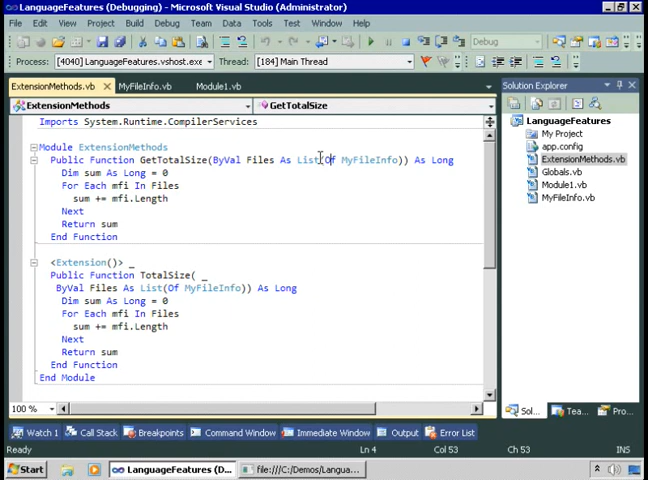 LanguageFeatures (Debugging) - Microsoft Visual Studio (Administrator)
File Edit View Project Build Debug Team Data Tools Test Window Help
Debug
Process: [4040] LanguageFeatures.vshost.exe Thread: [184] Main Thread
ExtensionMethods.vb MyFileInfo.vb Module1.vb
Solution Explorer
ExtensionMethods GetTotalSize
Imports System.Runtime.CompilerServices
Module ExtensionMethods
Public Function GetTotalSize(ByVal Files As List(Of MyFileInfo)) As Long
Dim sum As Long = 0
For Each mfi In Files
sum += mfi.Length
Next
Return sum
End Function
<Extension()> _
Public Function TotalSize( _
ByVal Files As List(Of MyFileInfo)) As Long
Dim sum As Long = 0
For Each mfi In Files
sum += mfi.Length
Next
Return sum
End Function
End Module
LanguageFeatures
My Project
app.config
ExtensionMethods.vb
Globals.vb
Module1.vb
MyFileInfo.vb
100 %
Sol... Tea... Pro...
Watch 1 Call Stack Breakpoints Command Window Immediate Window Output Error List
Ready Ln 4 Col 53 Ch 53 INS
Start LanguageFeatures (D... file:///C:/Demos/Langua...